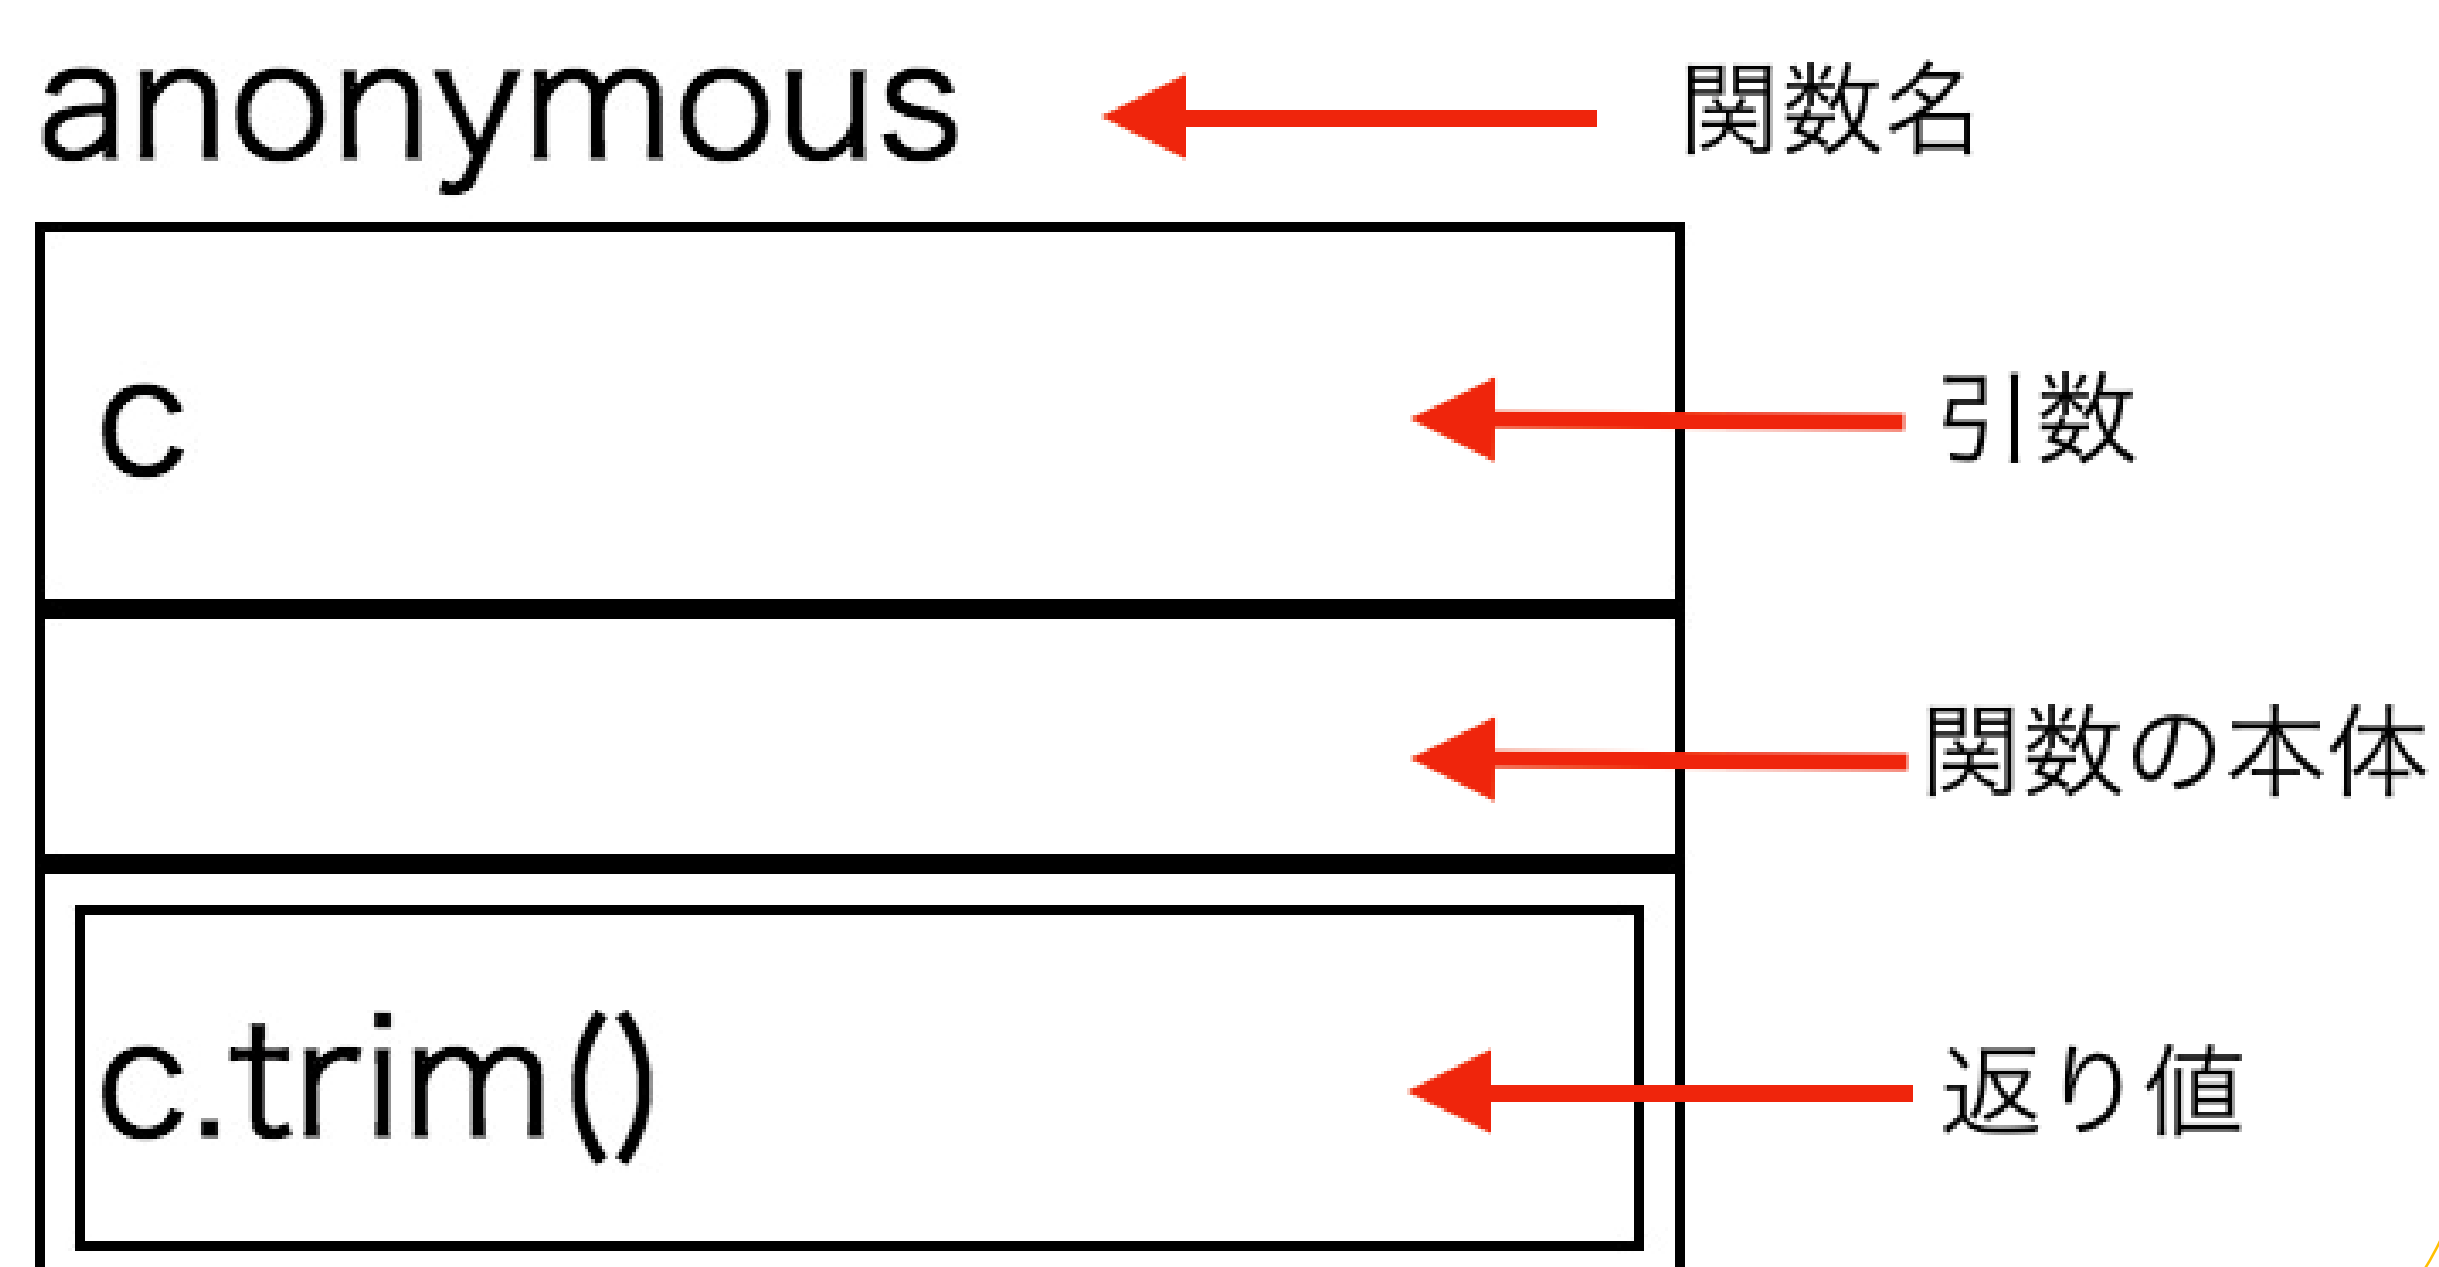 anonymous 関数名
c 引数
関数の本体
c.trim() 返り値